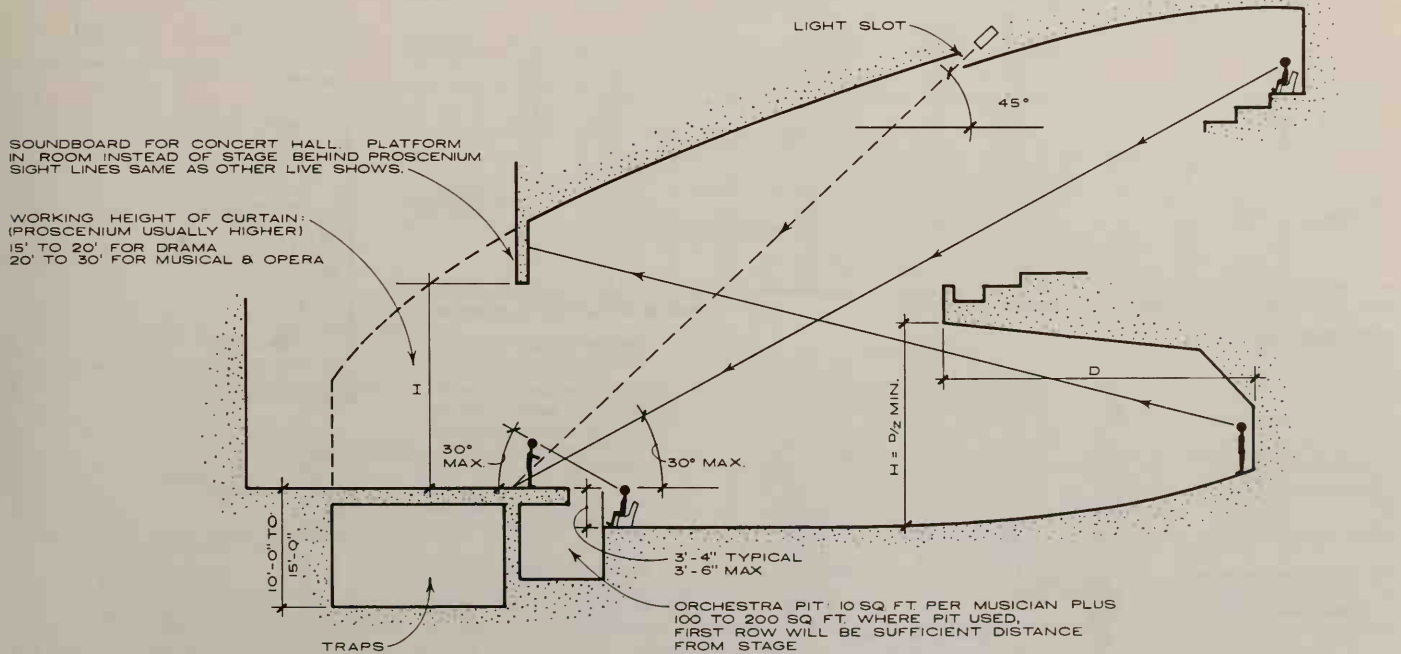 LIGHT SLOT
45°
SOUNDBOARD FOR CONCERT HALL. PLATFORM
IN ROOM INSTEAD OF STAGE BEHIND PROSCENIUM
SIGHT LINES SAME AS OTHER LIVE SHOWS.
WORKING HEIGHT OF CURTAIN:
(PROSCENIUM USUALLY HIGHER)
15' TO 20' FOR DRAMA
20' TO 30' FOR MUSICAL & OPERA
I
D
H = D/2 MIN.
30°
MAX.
30° MAX.
10'-0" TO
15'-0"
3'-4" TYPICAL
3'-6" MAX
ORCHESTRA PIT: 10 SQ FT. PER MUSICIAN PLUS
100 TO 200 SQ FT. WHERE PIT USED,
FIRST ROW WILL BE SUFFICIENT DISTANCE
FROM STAGE
TRAPS